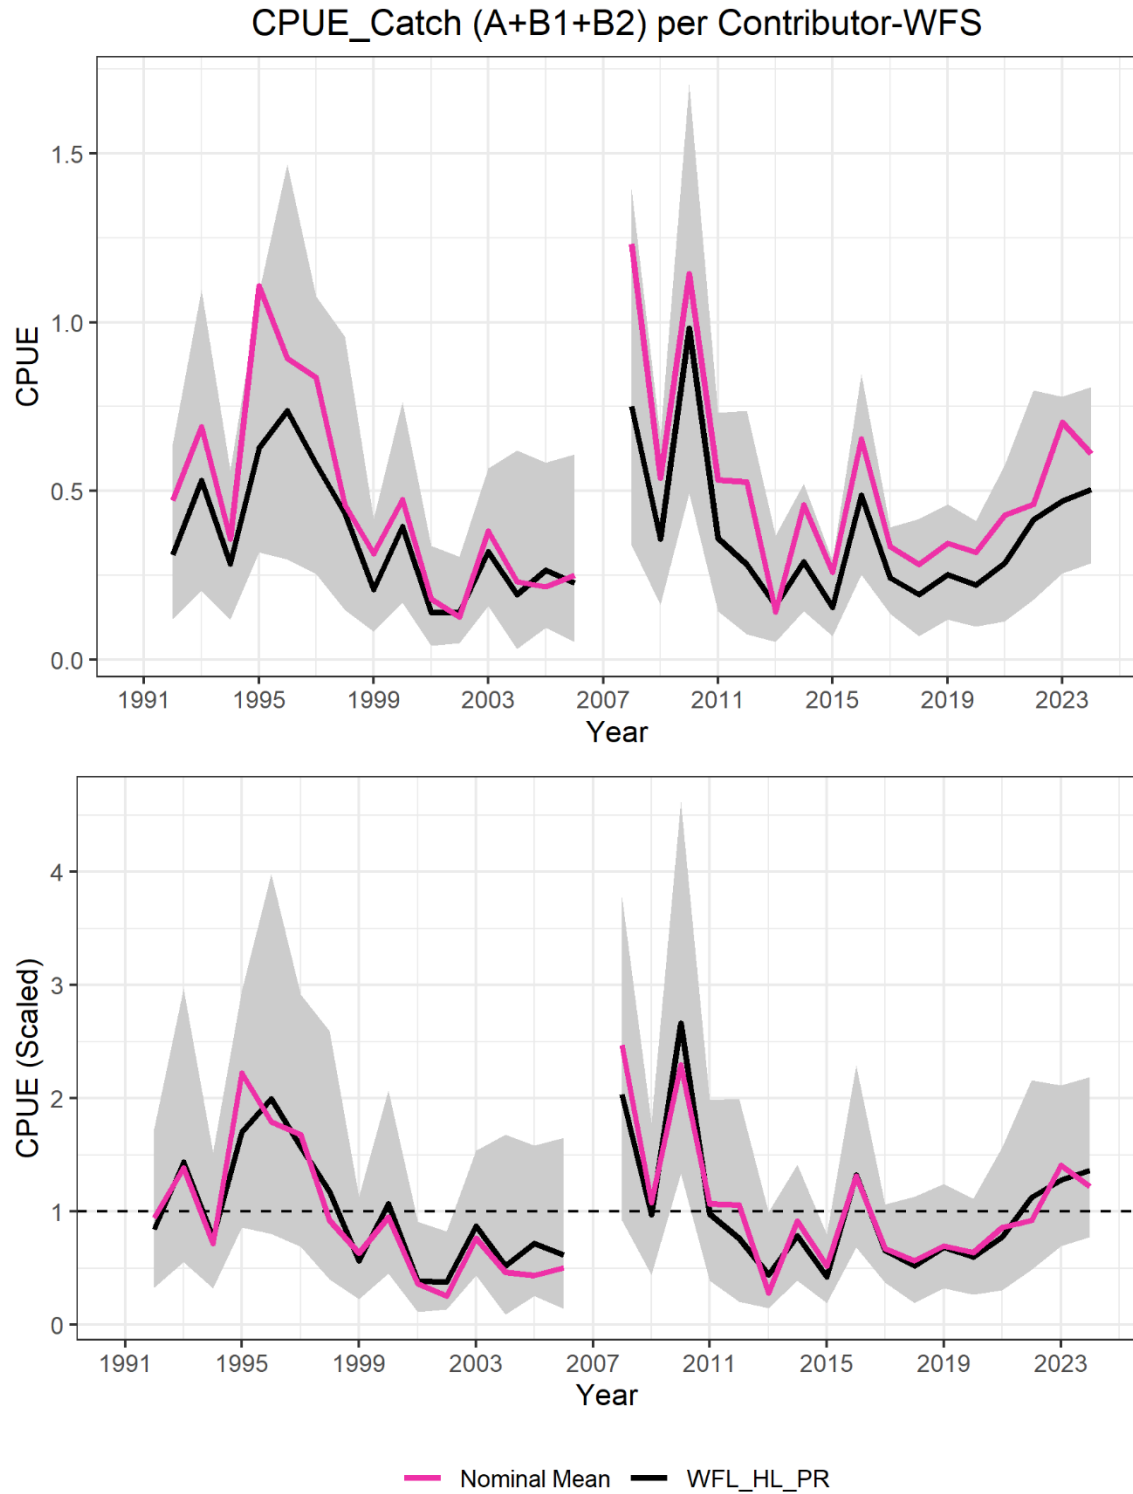 CPUE_Catch (A+B1+B2) per Contributor-WFS
CPUE
1.5
1.0
0.5
0.0
1991 1995 1999 2003 2007 2011 2015 2019 2023
Year
CPUE (Scaled)
4
3
2
1
0
1991 1995 1999 2003 2007 2011 2015 2019 2023
Year
Nominal Mean WFL_HL_PR